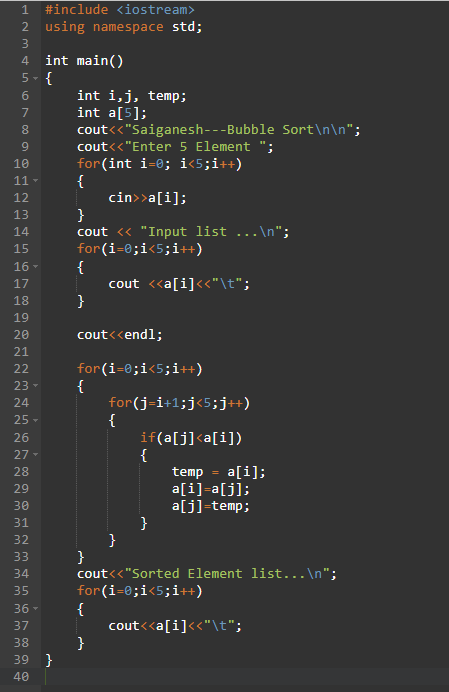 1 #include <iostream>
2 using namespace std;
3
4 int main()
5 {
6     int i,j, temp;
7     int a[5];
8     cout<<"Saiganesh---Bubble Sort\n\n";
9     cout<<"Enter 5 Element ";
10     for(int i=0; i<5;i++)
11     {
12         cin>>a[i];
13     }
14     cout << "Input list ...\n";
15     for(i=0;i<5;i++)
16     {
17         cout <<a[i]<<"\t";
18     }
19
20     cout<<endl;
21
22     for(i=0;i<5;i++)
23     {
24         for(j=i+1;j<5;j++)
25         {
26             if(a[j]<a[i])
27             {
28                 temp = a[i];
29                 a[i]=a[j];
30                 a[j]=temp;
31             }
32         }
33     }
34     cout<<"Sorted Element list...\n";
35     for(i=0;i<5;i++)
36     {
37         cout<<a[i]<<"\t";
38     }
39 }
40